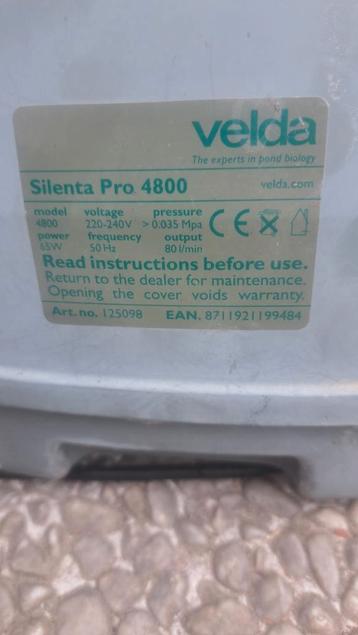 velda
The experts in pond biology
Silenta Pro 4800 velda.com
model voltage pressure
4800 220-240V > 0.035 Mpa CE
power frequency output
65W 50 Hz 80 l/min
Read instructions before use.
Return to the dealer for maintenance.
Opening the cover voids warranty.
Art.no. 125098 EAN. 8711921199484